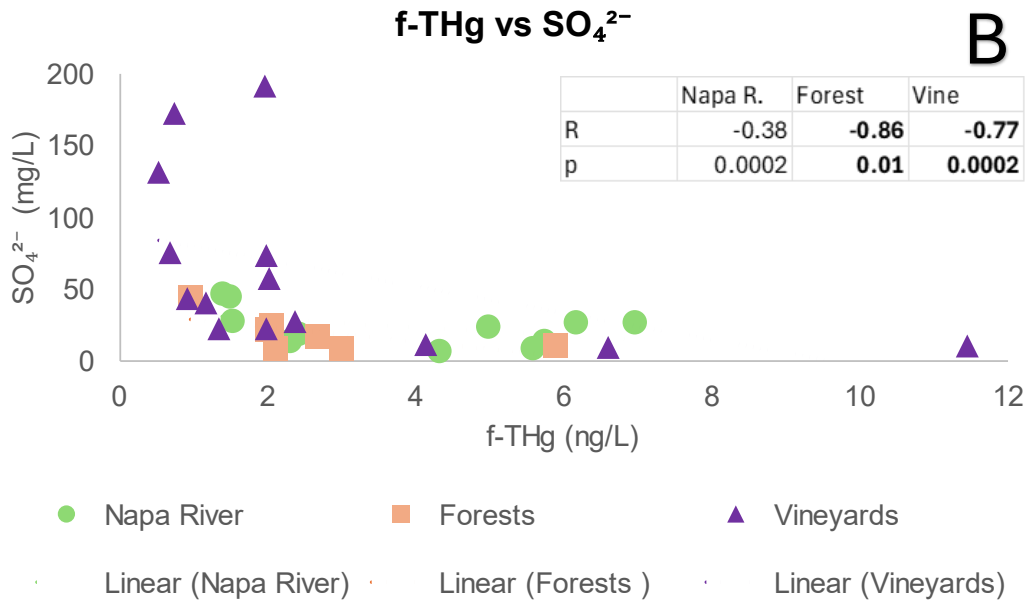 f-THg vs SO₄²⁻
B
Napa R. Forest Vine
R -0.38 -0.86 -0.77
p 0.0002 0.01 0.0002
SO₄²⁻ (mg/L)
200
150
100
50
0
0 2 4 6 8 10 12
f-THg (ng/L)
Napa River Forests Vineyards
Linear (Napa River) Linear (Forests ) Linear (Vineyards)